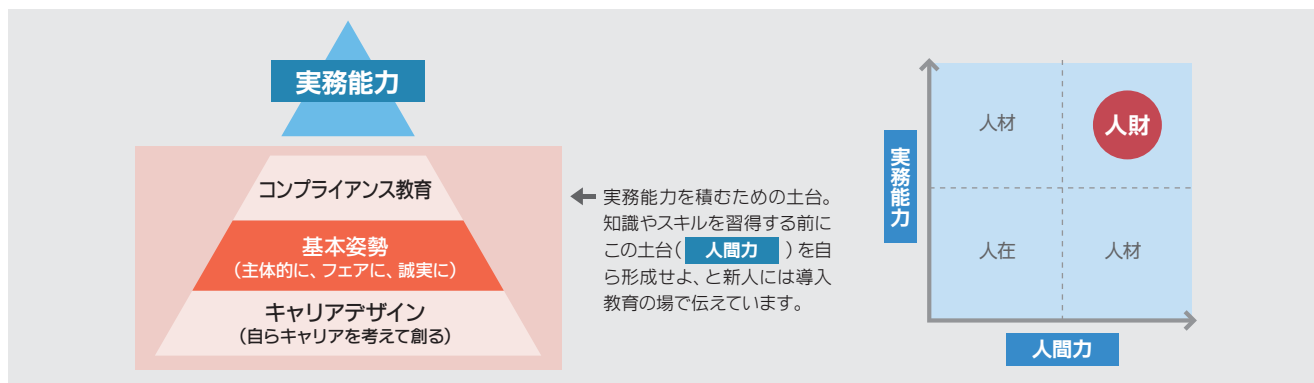 実務能力
コンプライアンス教育
基本姿勢
（主体的に、フェアに、誠実に）
キャリアデザイン
（自らキャリアを考えて創る）
実務能力を積むための土台。
知識やスキルを習得する前に
この土台（ 人間力 ）を自
ら形成せよ、と新人には導入
教育の場で伝えています。
実務能力
人材
人財
人在
人材
人間力